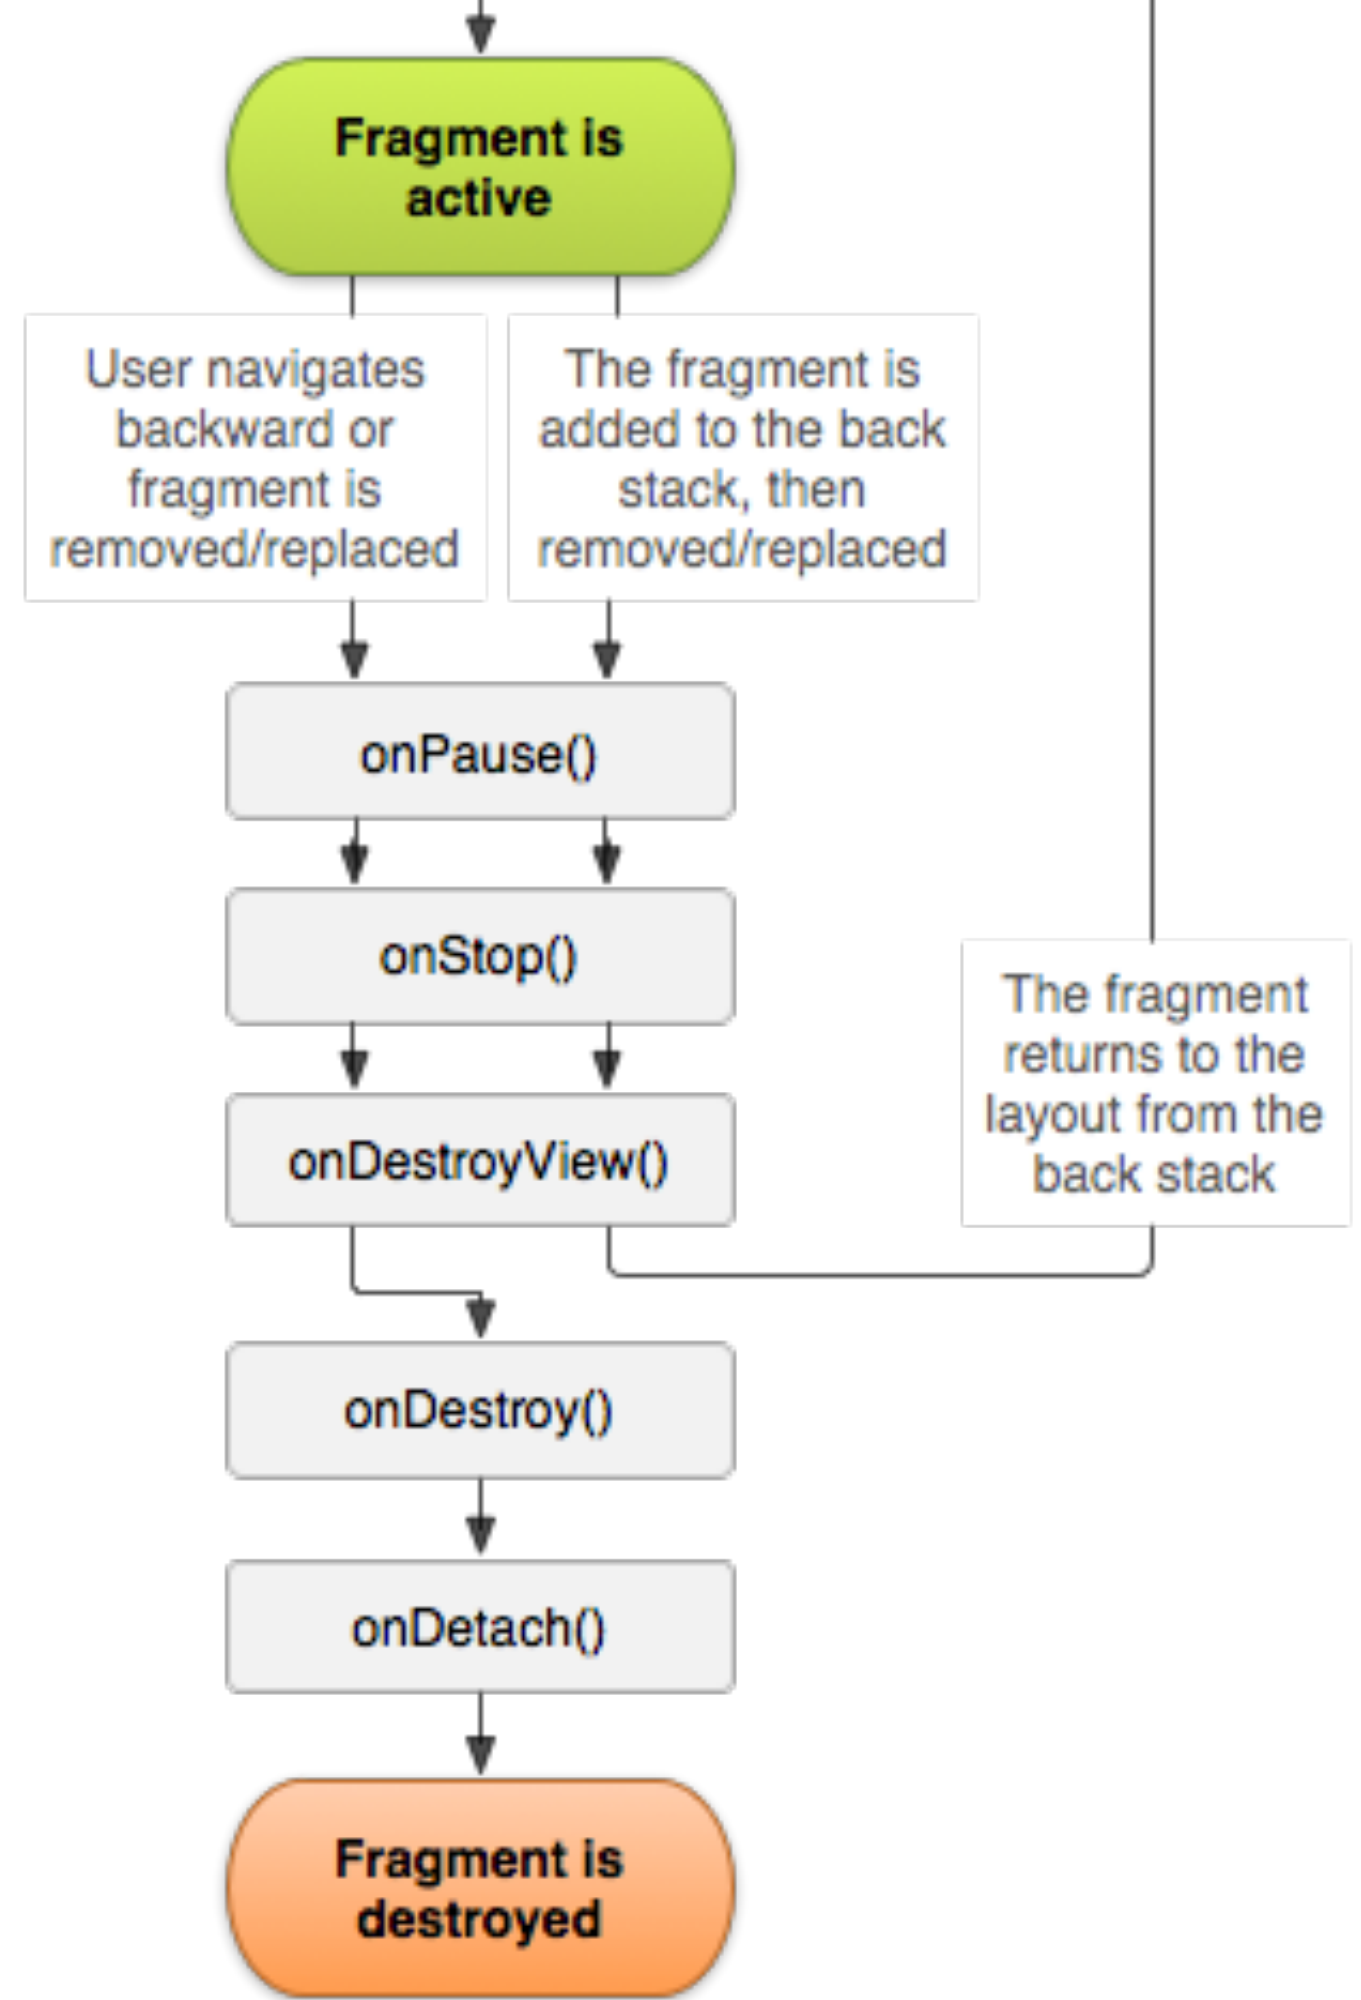 Fragment is
active
User navigates
backward or
fragment is
removed/replaced
The fragment is
added to the back
stack, then
removed/replaced
onPause()
onStop()
onDestroyView()
The fragment
returns to the
layout from the
back stack
onDestroy()
onDetach()
Fragment is
destroyed